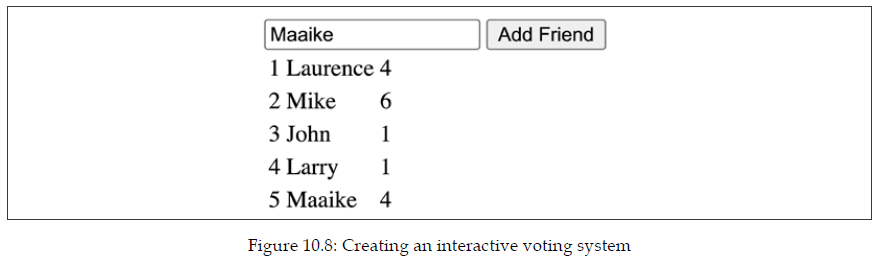 Maaike Add Friend
1 Laurence 4
2 Mike 6
3 John 1
4 Larry 1
5 Maaike 4
Figure 10.8: Creating an interactive voting system